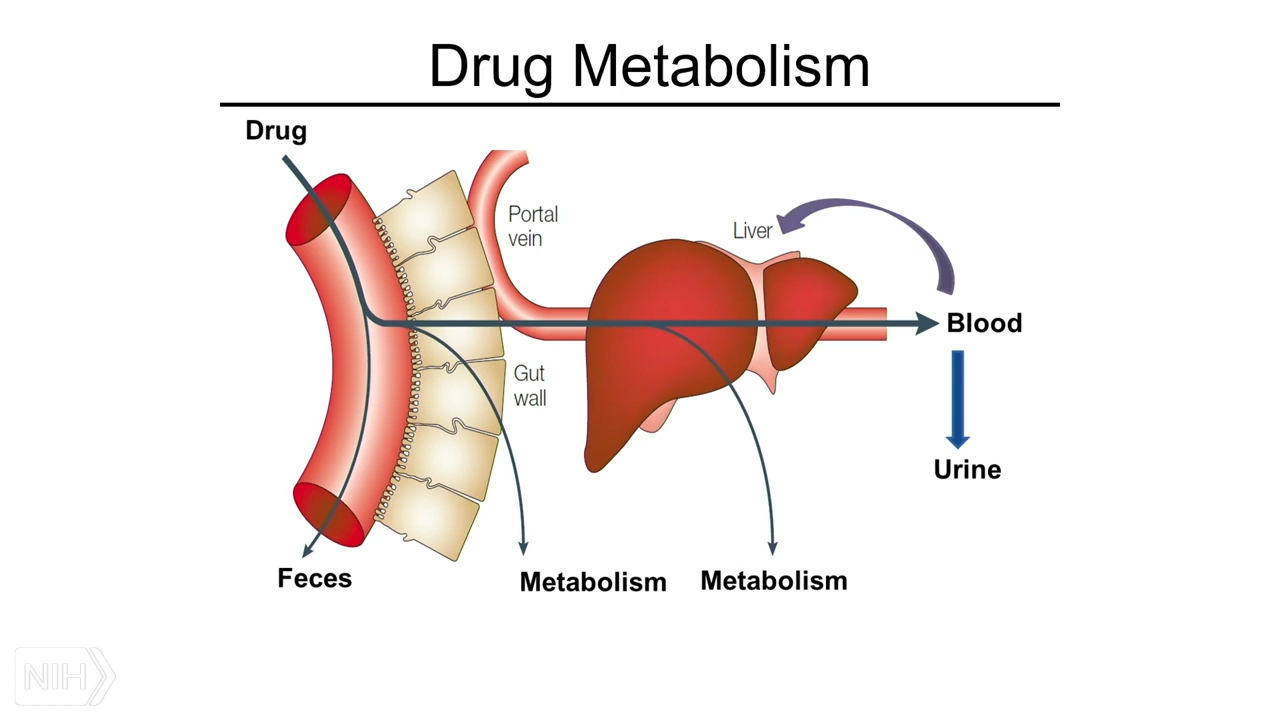 Drug Metabolism
Drug
Portal
vein
Liver
Blood
Gut
wall
Urine
Feces
Metabolism
Metabolism
NIH